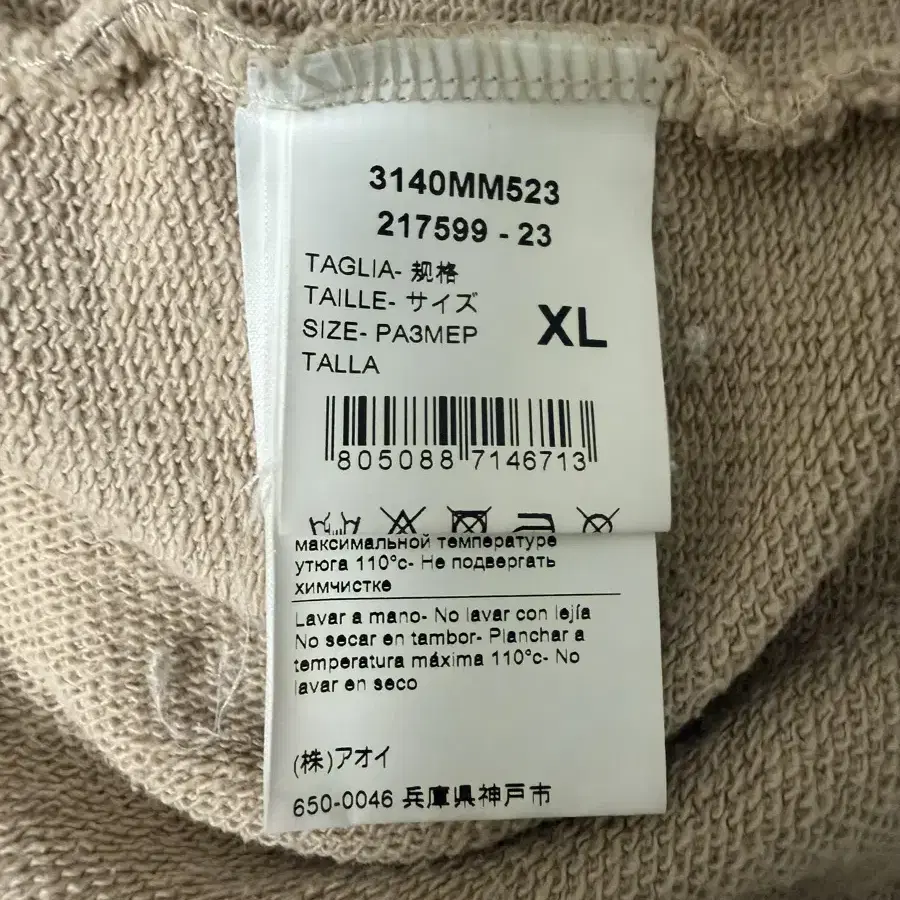 3140MM523
217599 - 23
TAGLIA- 规格
TAILLE- サイズ
SIZE- РАЗМЕР
TALLA
XL
805088 7146713
максимальной температуре
утюга 110°c- Не подвергать
химчистке
Lavar a mano- No lavar con lejía
No secar en tambor- Planchar a
temperatura máxima 110°c- No
lavar en seco
(株)アオイ
650-0046 兵庫県神戸市